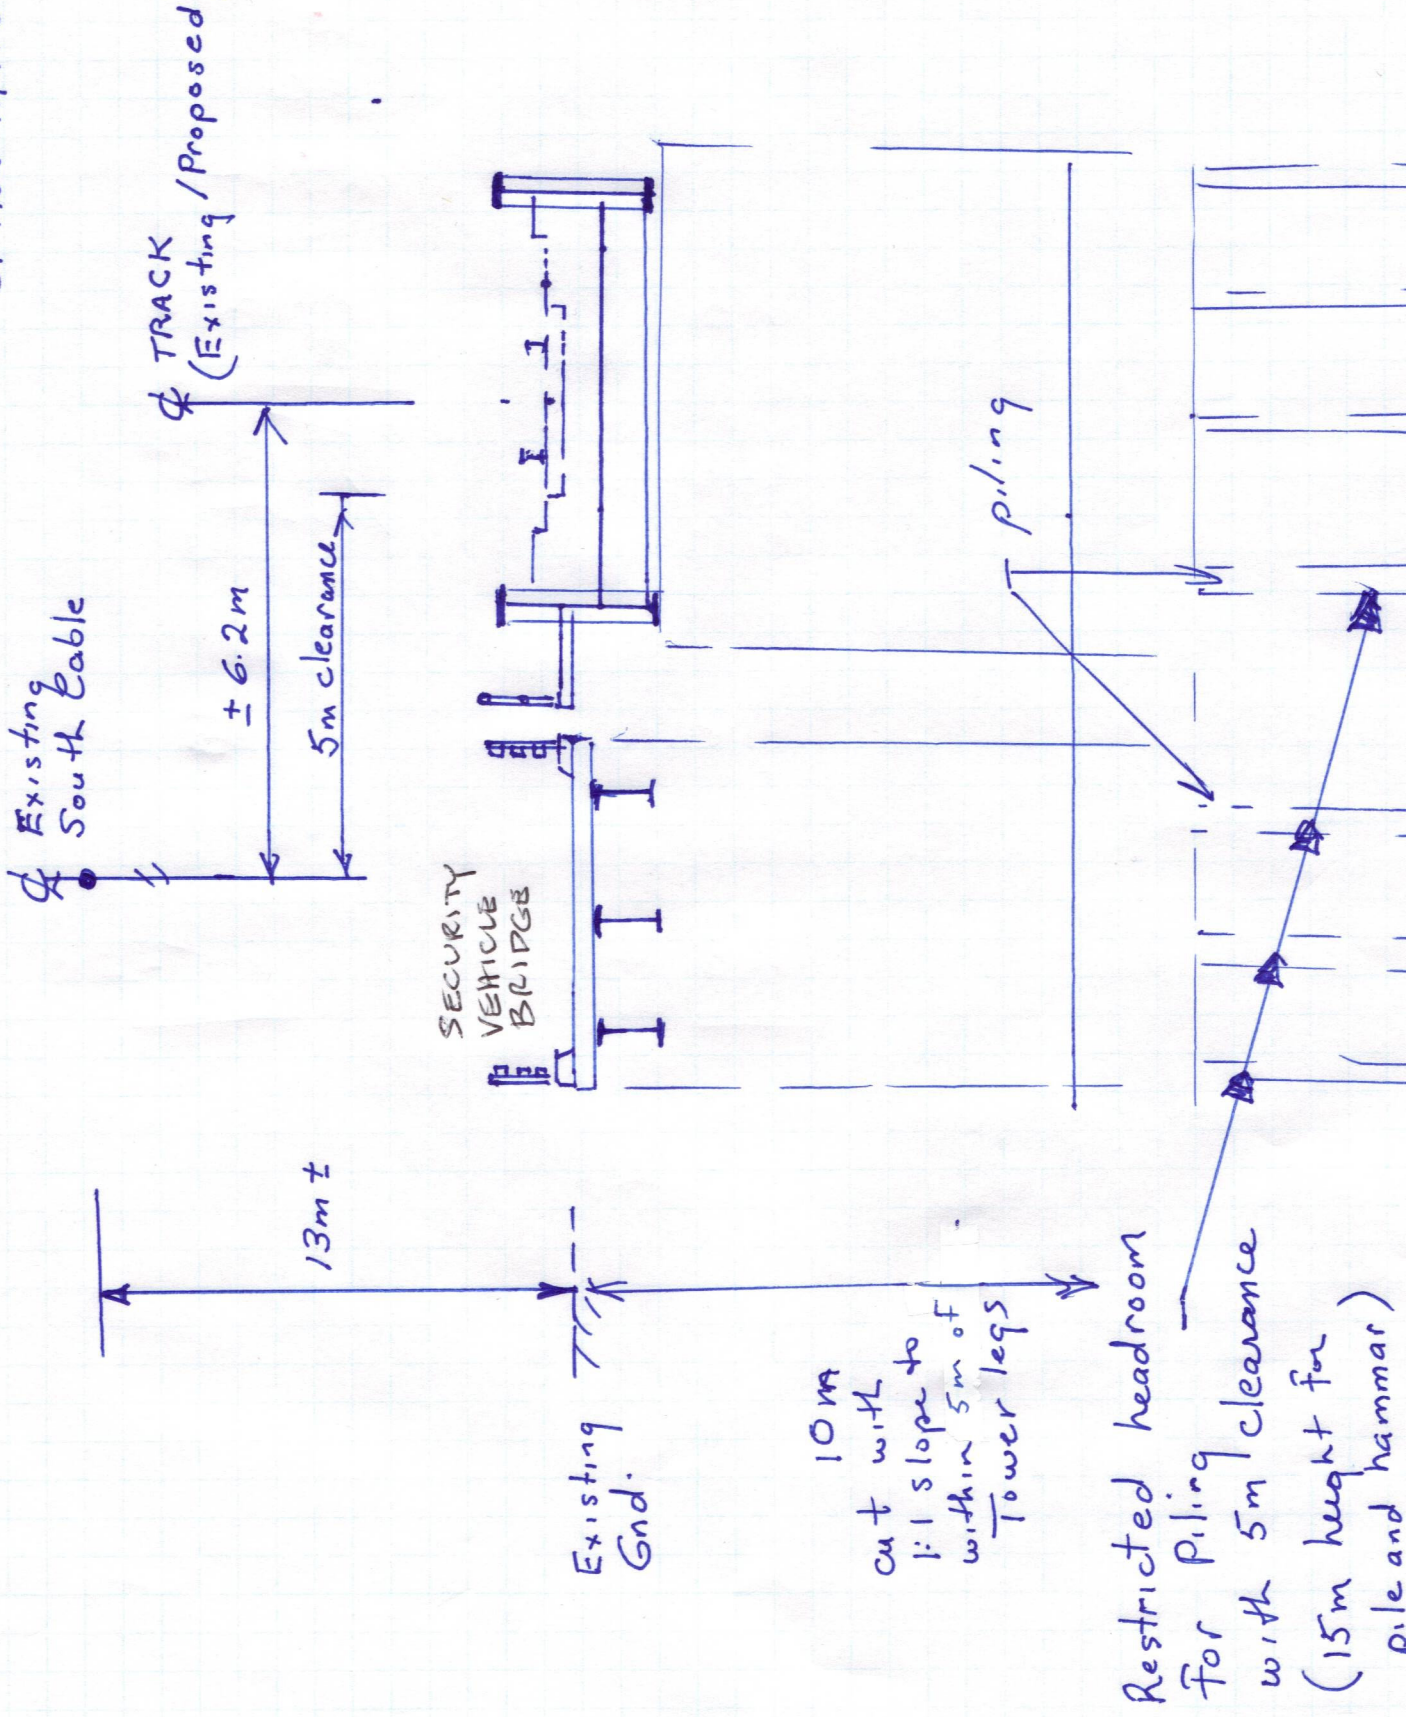 ℄ Existing
South Cable
℄ TRACK
(Existing / Proposed
± 6.2m
5m clearance
SECURITY
VEHICLE
BRIDGE
13m ±
Existing
Gnd.
piling
10m
cut with
1:1 slope to
within 5m of
Tower legs
Restricted headroom
for Piling
with 5m clearance
(15m height for
pile and hammar)